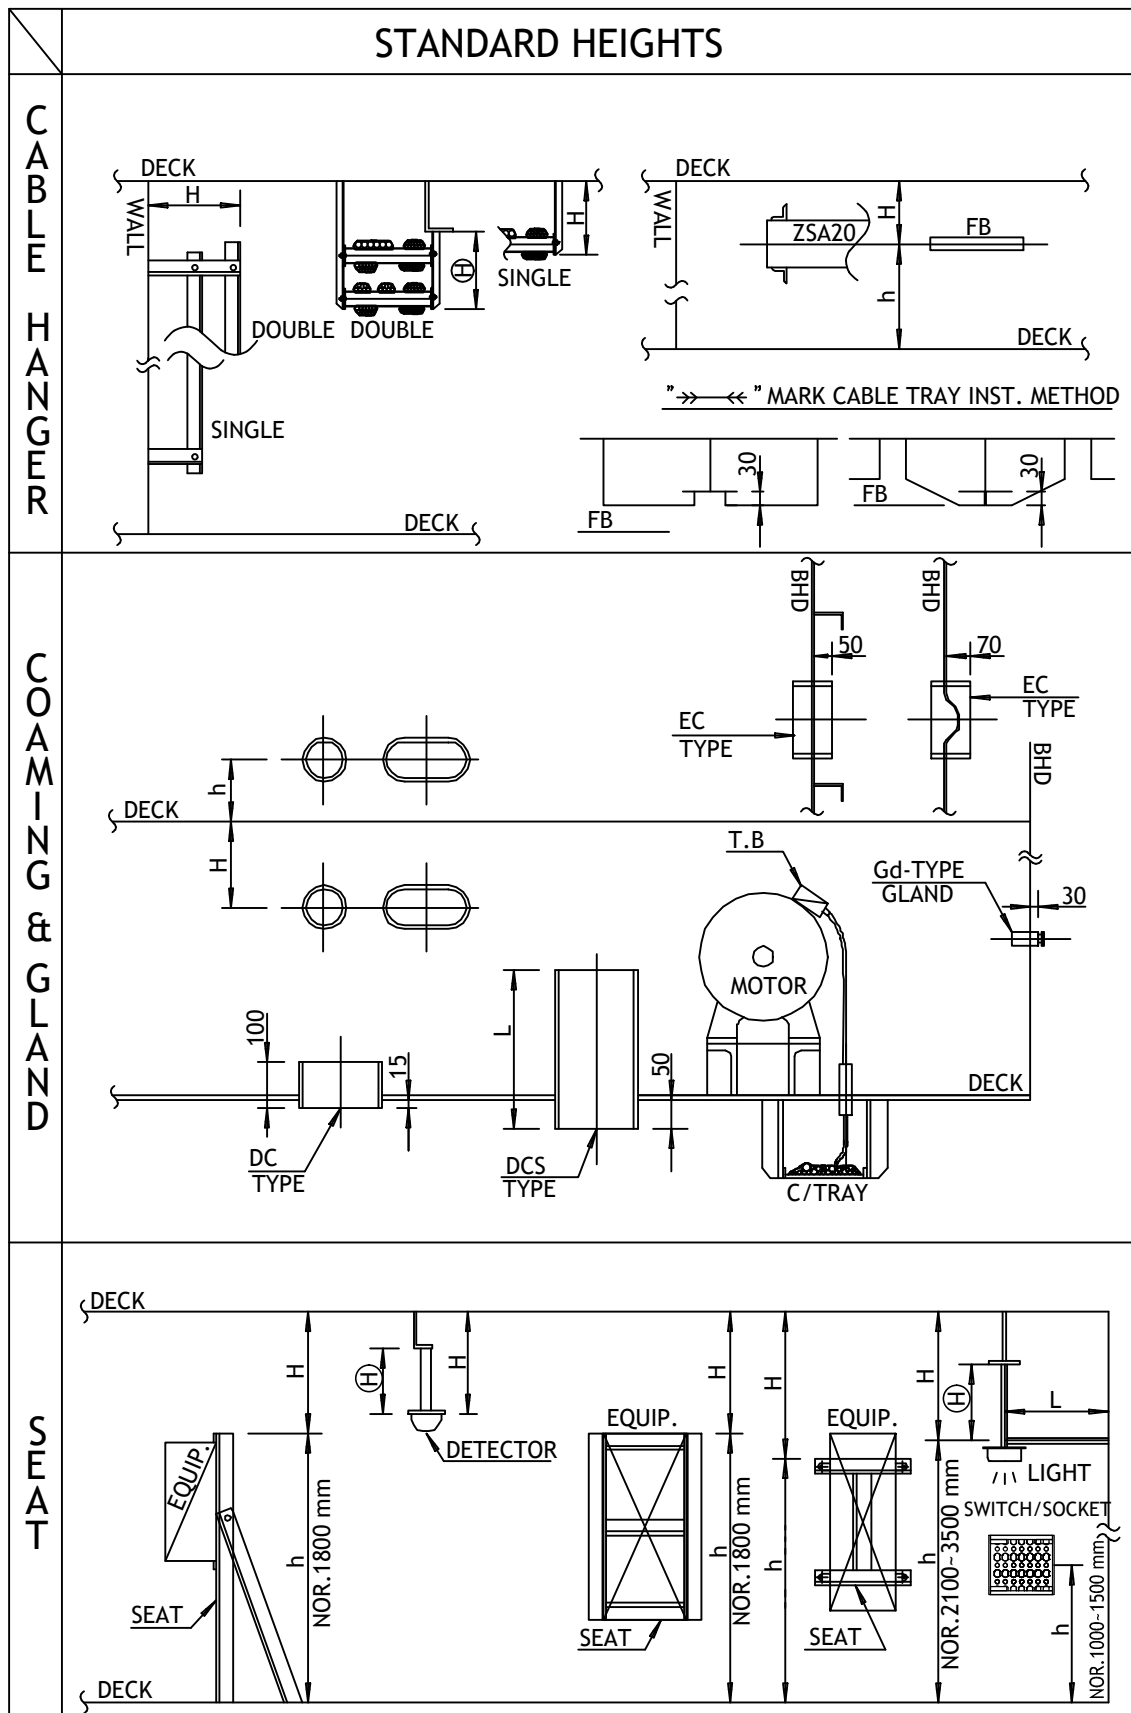 STANDARD HEIGHTS
CABLE HANGER
DECK
H
WALL
DOUBLE
DOUBLE
SINGLE
H
H
SINGLE
DECK
DECK
WALL
ZSA20
H
FB
h
DECK
" " MARK CABLE TRAY INST. METHOD
30
FB
30
FB
COAMING & GLAND
BHD
50
EC
TYPE
BHD
70
EC
TYPE
BHD
h
DECK
H
T.B
Gd-TYPE
GLAND
30
MOTOR
100
15
L
50
DECK
DC
TYPE
DCS
TYPE
C/TRAY
SEAT
DECK
H
H
H
DETECTOR
EQUIP.
SEAT
h
NOR.1800 mm
EQUIP.
SEAT
H
h
NOR.1800 mm
H
h
EQUIP.
SEAT
H
h
NOR.2100~3500 mm
H
L
LIGHT
SWITCH/SOCKET
h
NOR.1000~1500 mm
DECK